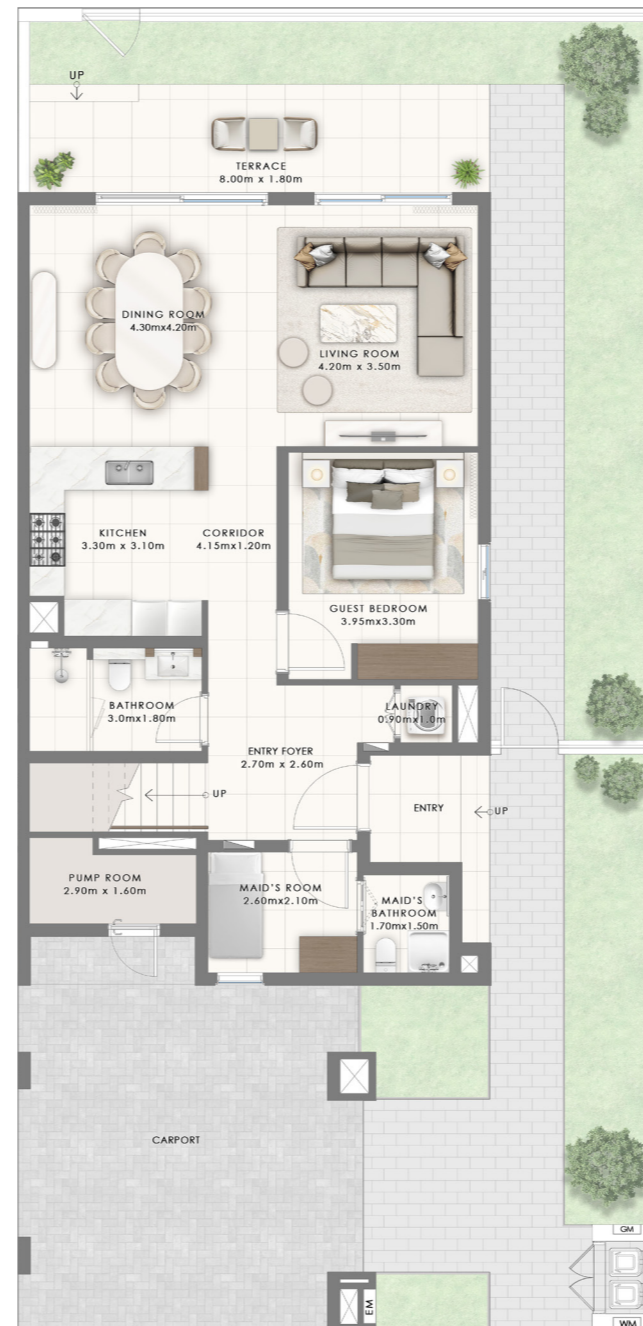 UP
TERRACE
8.00m x 1.80m
DINING ROOM
4.30mx4.20m
LIVING ROOM
4.20m x 3.50m
KITCHEN
3.30m x 3.10m
CORRIDOR
4.15mx1.20m
GUEST BEDROOM
3.95mx3.30m
BATHROOM
3.0mx1.80m
LAUNDRY
0.90mx1.0m
ENTRY FOYER
2.70m x 2.60m
UP
ENTRY
UP
PUMP ROOM
2.90m x 1.60m
MAID'S ROOM
2.60mx2.10m
MAID'S
BATHROOM
1.70mx1.50m
CARPORT
GM
EM
WM